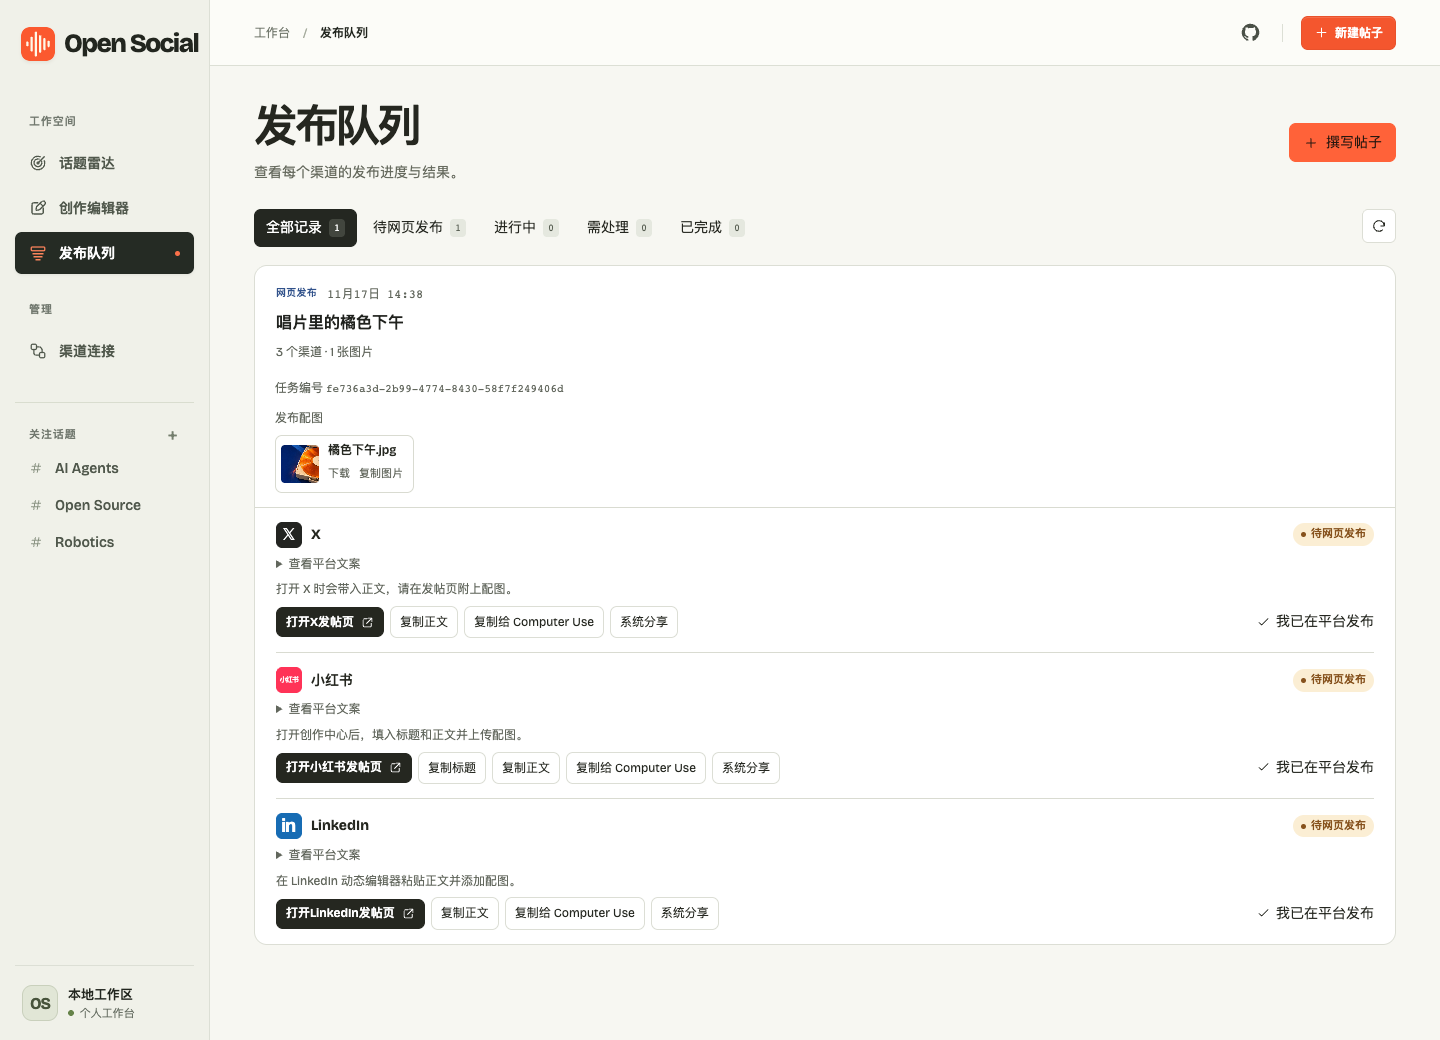 Open Social
工作空间
话题雷达
创作编辑器
发布队列
管理
渠道连接
关注话题 +
# AI Agents
# Open Source
# Robotics
OS
本地工作区
个人工作台
工作台 / 发布队列
+ 新建帖子
发布队列
查看每个渠道的发布进度与结果。
+ 撰写帖子
全部记录 1 待网页发布 1 进行中 0 需处理 0 已完成 0
网页发布 11月17日 14:38
唱片里的橘色下午
3 个渠道 · 1 张图片
任务编号 fe736a3d-2b99-4774-8430-58f7f249406d
发布配图
橘色下午.jpg
下载 复制图片
X 待网页发布
查看平台文案
打开 X 时会带入正文，请在发帖页附上配图。
打开X发帖页 复制正文 复制给 Computer Use 系统分享 我已在平台发布
小红书 小红书 待网页发布
查看平台文案
打开创作中心后，填入标题和正文并上传配图。
打开小红书发帖页 复制标题 复制正文 复制给 Computer Use 系统分享 我已在平台发布
in LinkedIn 待网页发布
查看平台文案
在 LinkedIn 动态编辑器粘贴正文并添加配图。
打开LinkedIn发帖页 复制正文 复制给 Computer Use 系统分享 我已在平台发布